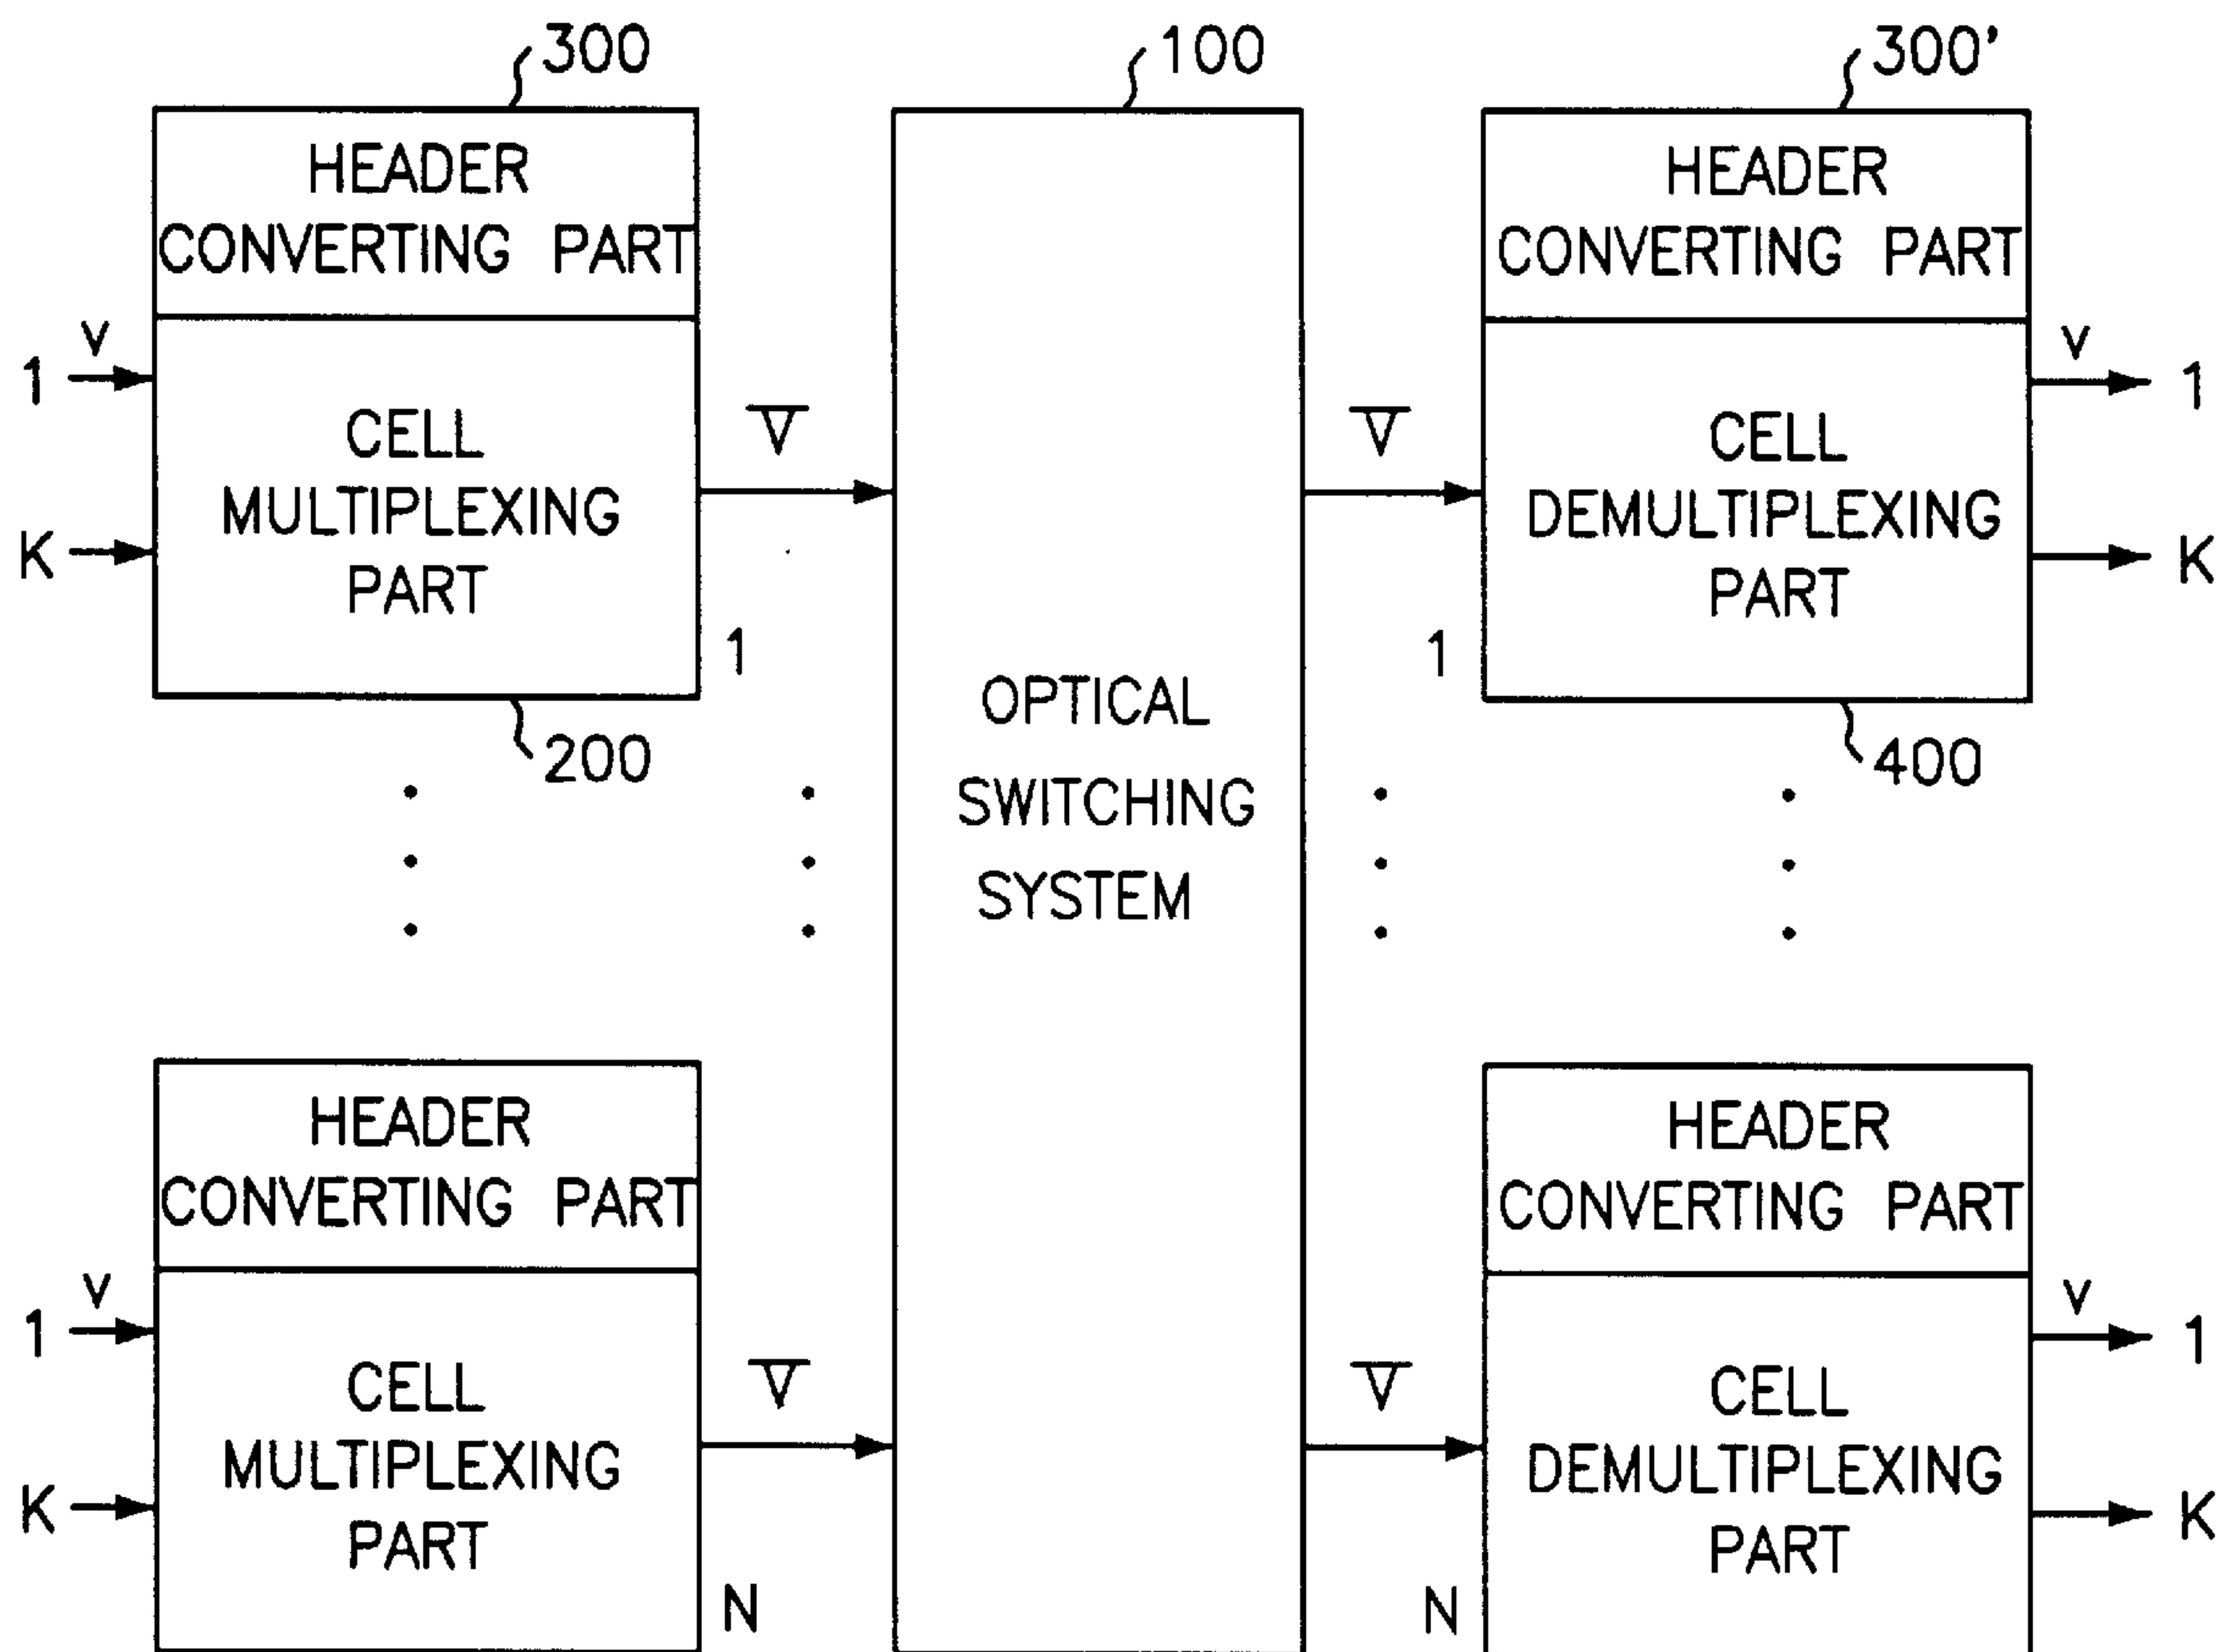 300
100
300'
HEADER
CONVERTING PART
HEADER
CONVERTING PART
1
v
K
CELL
MULTIPLEXING
PART
V̅
1
200
OPTICAL
SWITCHING
SYSTEM
V̅
1
CELL
DEMULTIPLEXING
PART
v
1
K
400
HEADER
CONVERTING PART
HEADER
CONVERTING PART
1
v
K
CELL
MULTIPLEXING
PART
V̅
N
V̅
N
CELL
DEMULTIPLEXING
PART
v
1
K